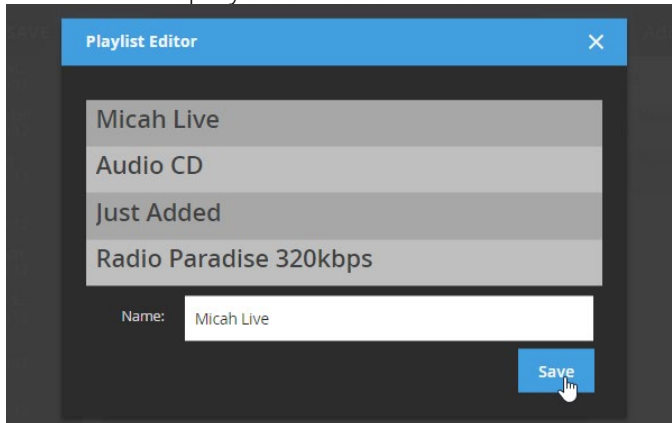 Playlist Editor
Micah Live
Audio CD
Just Added
Radio Paradise 320kbps
Name: Micah Live
Save